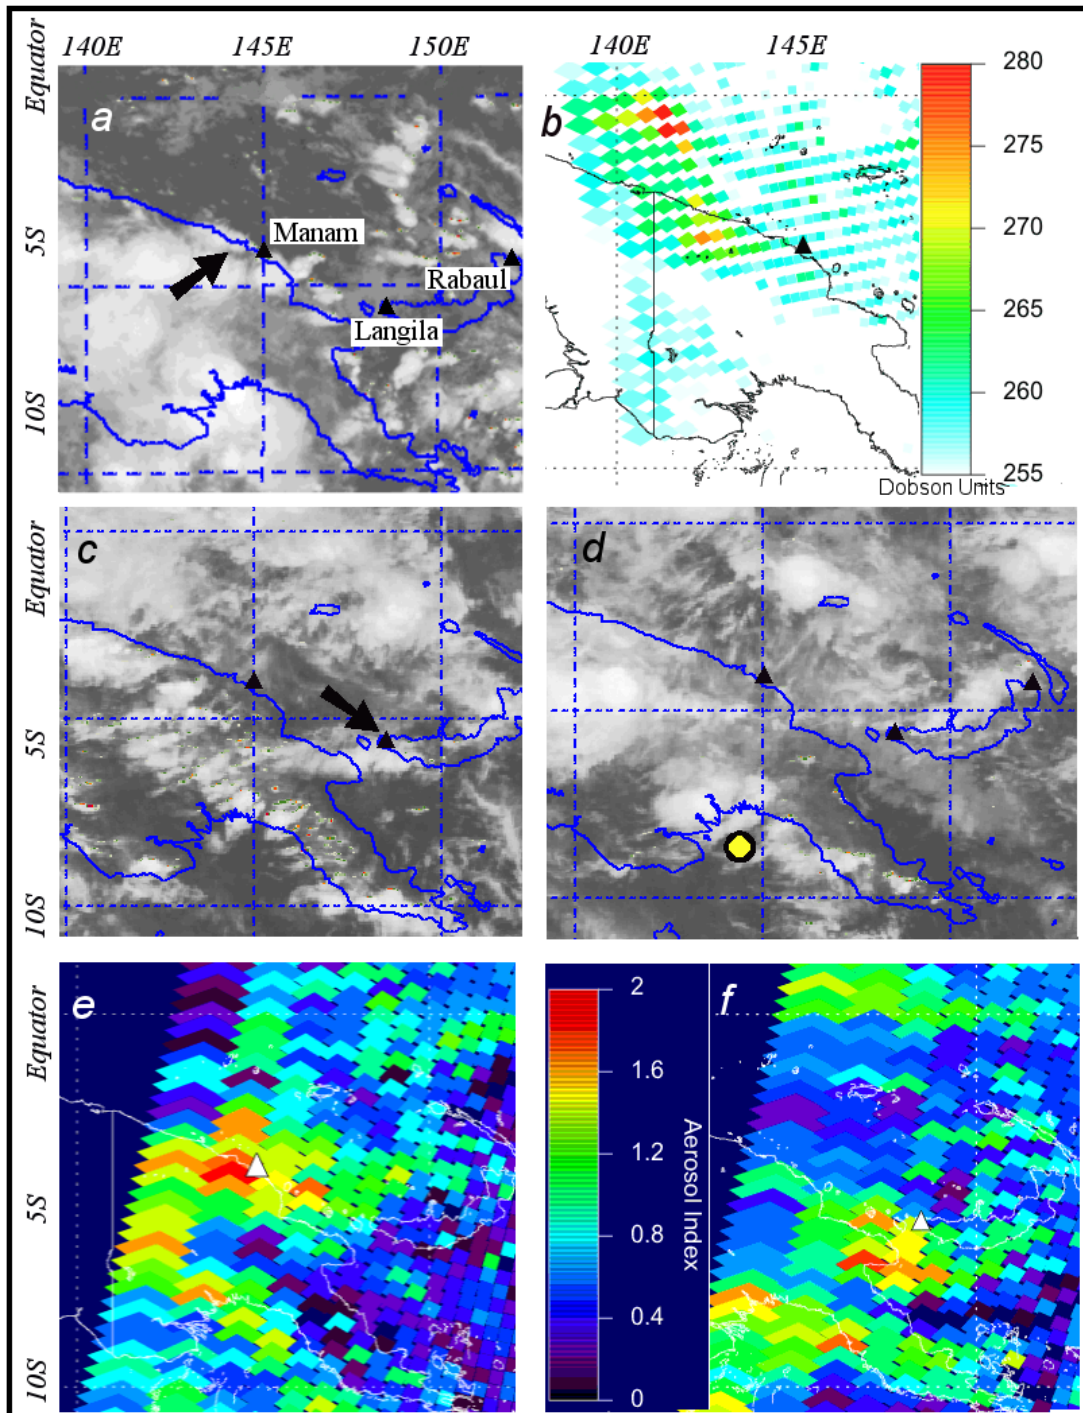 140E 145E 150E 140E 145E
Equator
a
b
280
275
270
265
260
255
Dobson Units
Manam
Rabaul
Langila
5S
10S
c
d
Equator
5S
10S
e
f
2
1.6
1.2
0.8
0.4
0
Aerosol Index
Equator
5S
10S